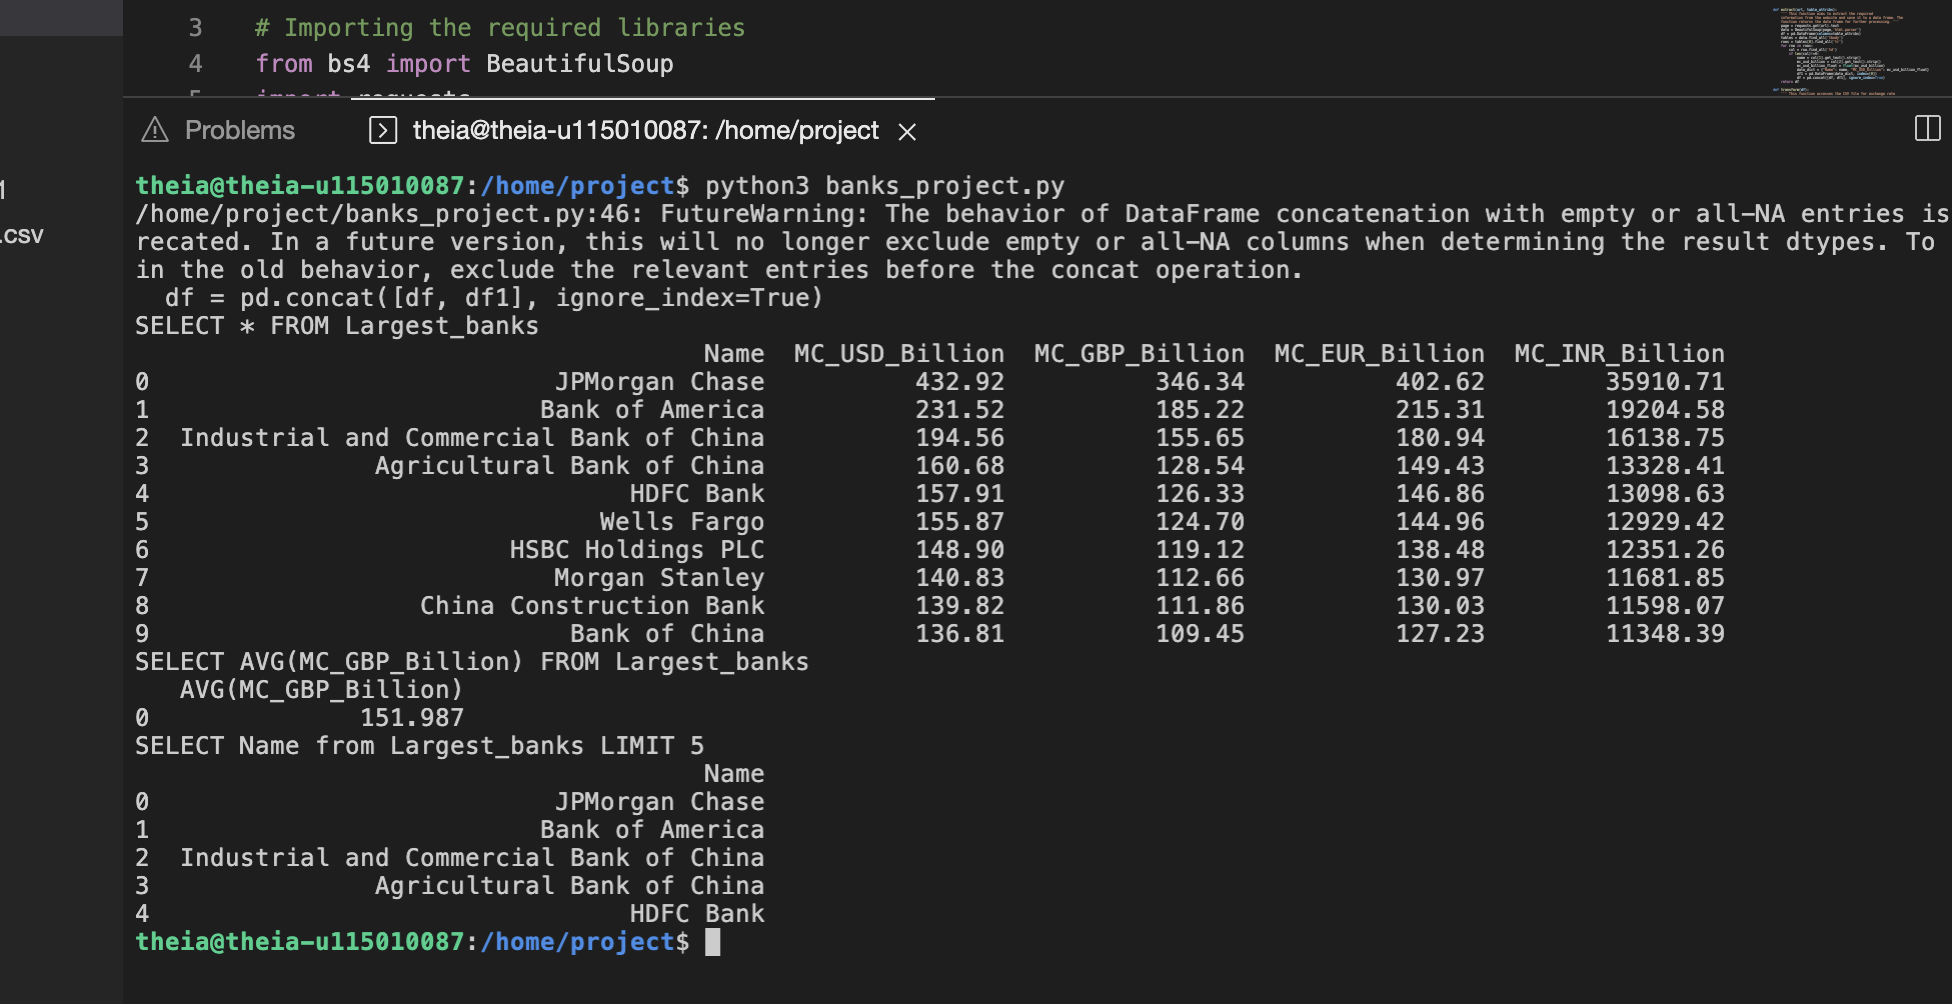 3 # Importing the required libraries
4 from bs4 import BeautifulSoup
Problems
theia@theia-u115010087: /home/project
.csv
theia@theia-u115010087:/home/project$ python3 banks_project.py
/home/project/banks_project.py:46: FutureWarning: The behavior of DataFrame concatenation with empty or all-NA entries is
recated. In a future version, this will no longer exclude empty or all-NA columns when determining the result dtypes. To
in the old behavior, exclude the relevant entries before the concat operation.
df = pd.concat([df, df1], ignore_index=True)
SELECT * FROM Largest_banks
Name MC_USD_Billion MC_GBP_Billion MC_EUR_Billion MC_INR_Billion
0 JPMorgan Chase 432.92 346.34 402.62 35910.71
1 Bank of America 231.52 185.22 215.31 19204.58
2 Industrial and Commercial Bank of China 194.56 155.65 180.94 16138.75
3 Agricultural Bank of China 160.68 128.54 149.43 13328.41
4 HDFC Bank 157.91 126.33 146.86 13098.63
5 Wells Fargo 155.87 124.70 144.96 12929.42
6 HSBC Holdings PLC 148.90 119.12 138.48 12351.26
7 Morgan Stanley 140.83 112.66 130.97 11681.85
8 China Construction Bank 139.82 111.86 130.03 11598.07
9 Bank of China 136.81 109.45 127.23 11348.39
SELECT AVG(MC_GBP_Billion) FROM Largest_banks
AVG(MC_GBP_Billion)
0 151.987
SELECT Name from Largest_banks LIMIT 5
Name
0 JPMorgan Chase
1 Bank of America
2 Industrial and Commercial Bank of China
3 Agricultural Bank of China
4 HDFC Bank
theia@theia-u115010087:/home/project$